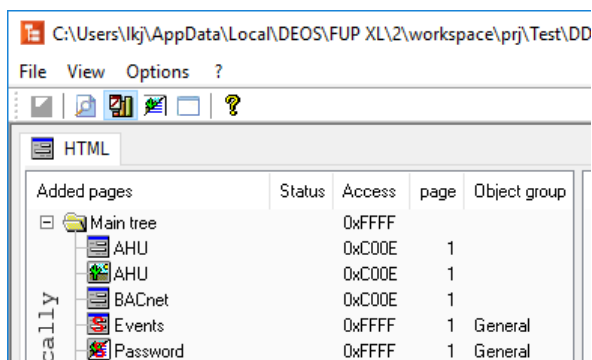 C:\Users\lkj\AppData\Local\DEOS\FUP XL\2\workspace\prj\Test\DD
File View Options ?
HTML
Added pages Status Access page Object group
Main tree 0xFFFF
AHU 0xC00E 1
AHU 0xC00E 1
BACnet 0xC00E 1
Events 0xFFFF 1 General
Password 0xFFFF 1 General
cally